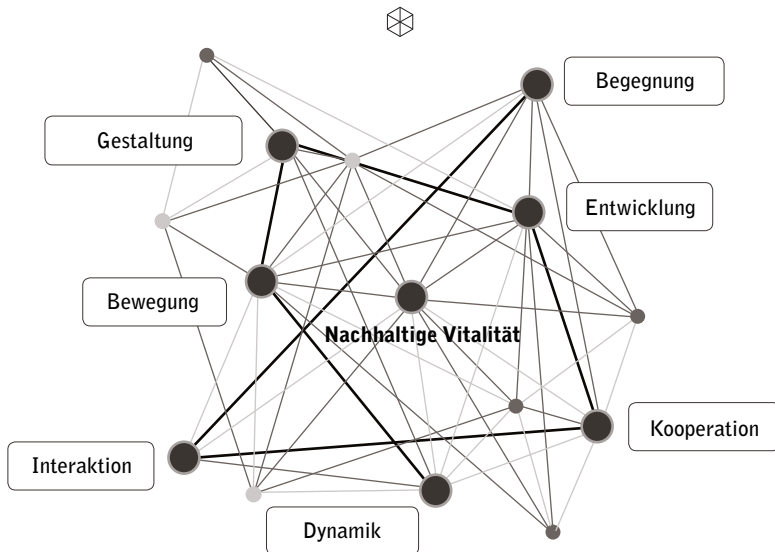 Begegnung
Gestaltung
Entwicklung
Bewegung
Nachhaltige Vitalität
Kooperation
Interaktion
Dynamik